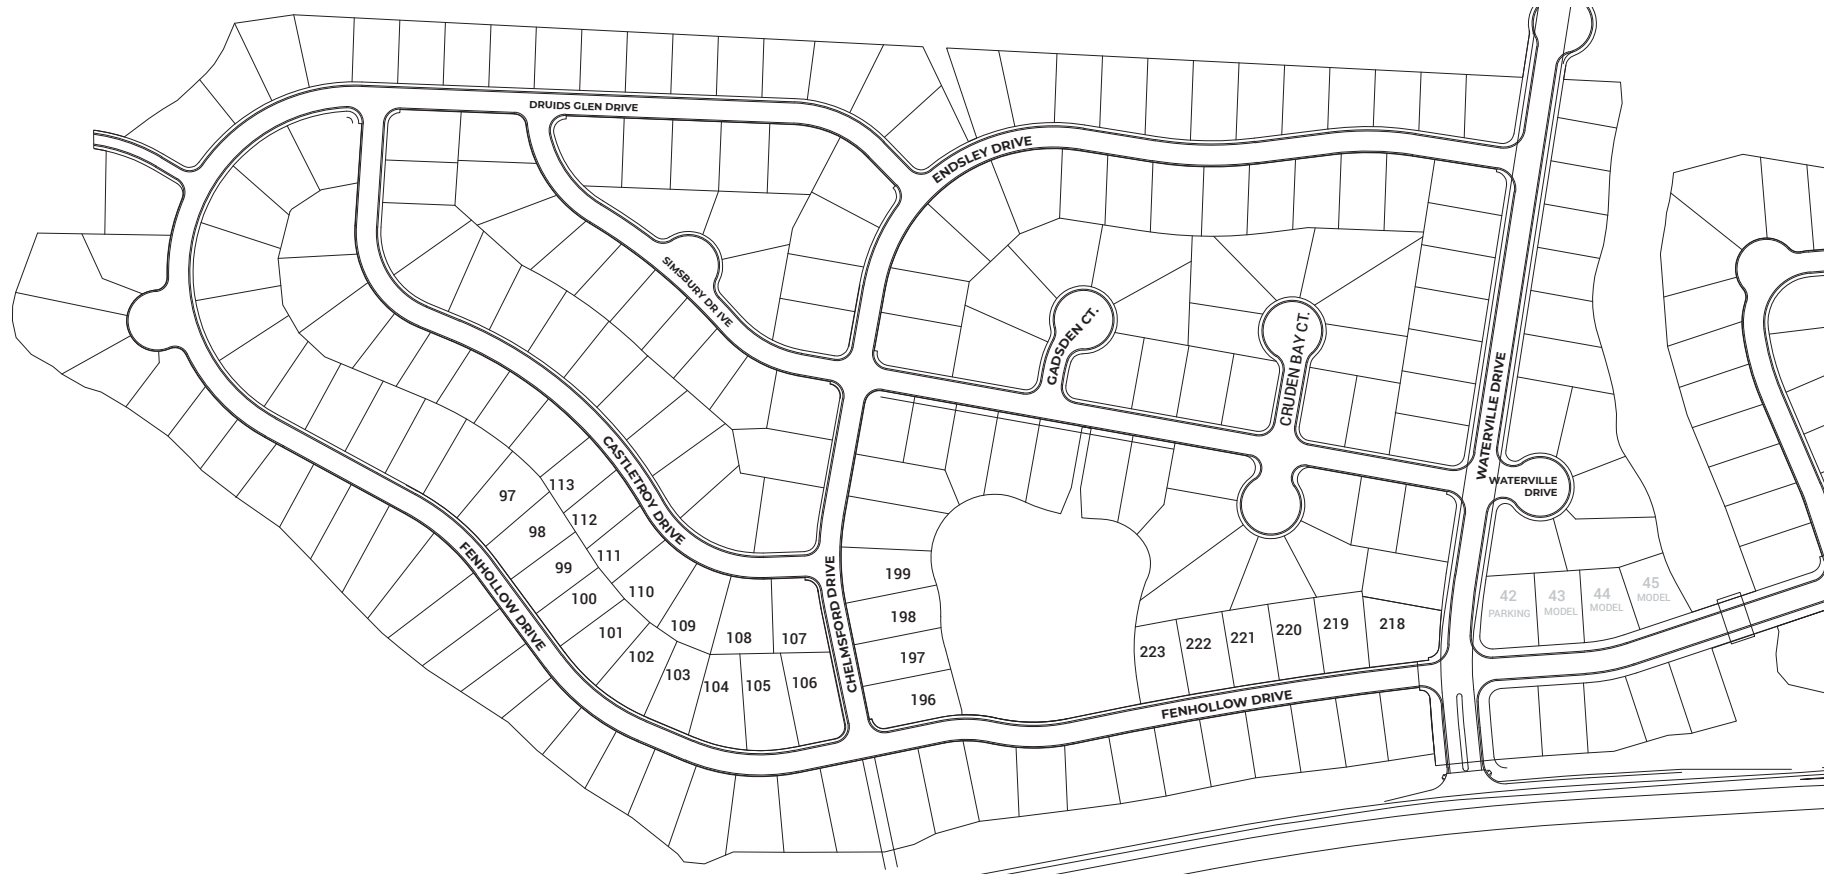 DRUIDS GLEN DRIVE
ENDSLEY DRIVE
SIMSBURY DR IVE
GADSDEN CT.
CRUDEN BAY CT.
WATERVILLE DRIVE
WATERVILLE
DRIVE
CASTLETROY DRIVE
FENHOLLOW DRIVE
CHELMSFORD DRIVE
FENHOLLOW DRIVE
97
98
99
100
101
102
103
104
105
106
107
108
109
110
111
112
113
199
198
197
196
223
222
221
220
219
218
42
PARKING
43
MODEL
44
MODEL
45
MODEL